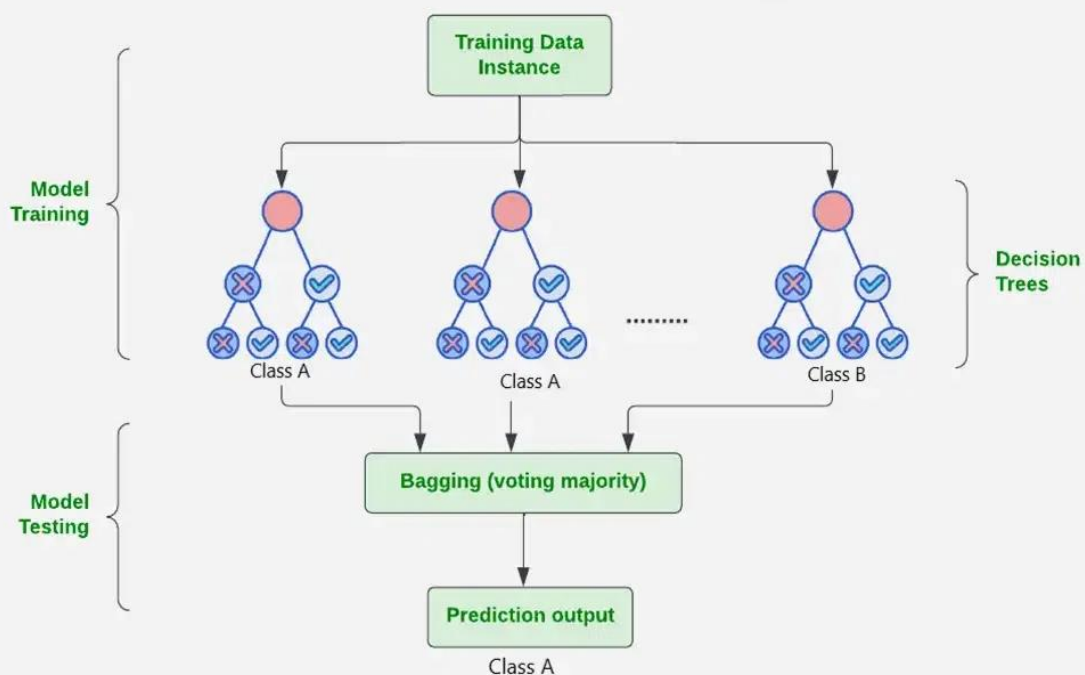 Training Data
Instance
Model
Training
Decision
Trees
.........
Class A
Class A
Class B
Bagging (voting majority)
Model
Testing
Prediction output
Class A